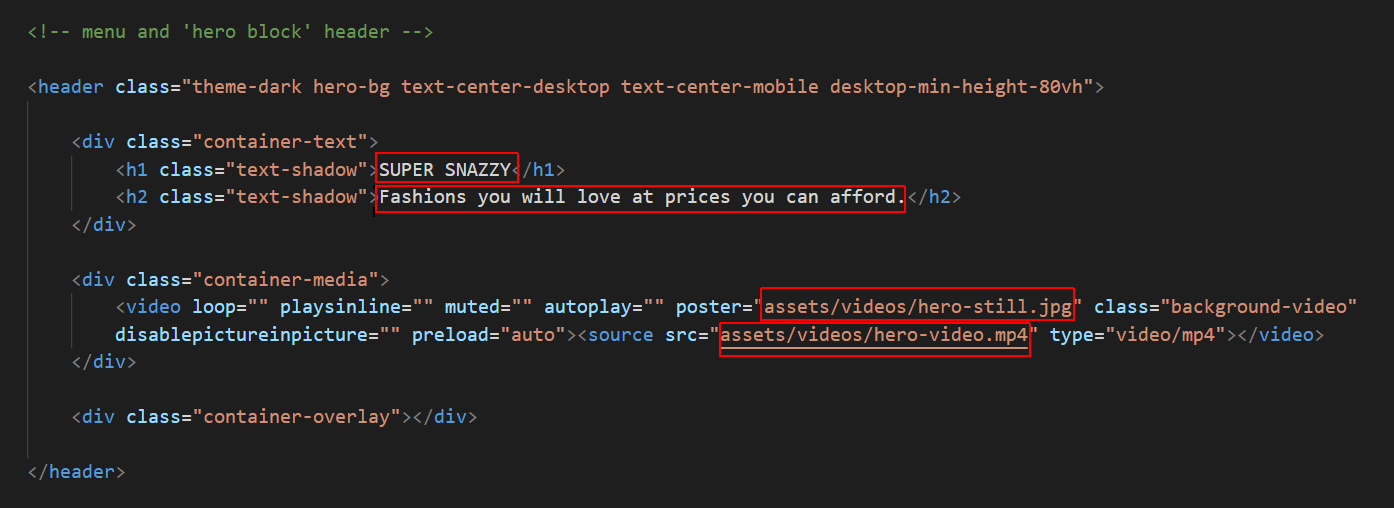 <!-- menu and 'hero block' header -->
<header class="theme-dark hero-bg text-center-desktop text-center-mobile desktop-min-height-80vh">
<div class="container-text">
<h1 class="text-shadow">SUPER SNAZZY</h1>
<h2 class="text-shadow">Fashions you will love at prices you can afford.</h2>
</div>
<div class="container-media">
<video loop="" playsinline="" muted="" autoplay="" poster="assets/videos/hero-still.jpg" class="background-video"
disablepictureinpicture="" preload="auto"><source src="assets/videos/hero-video.mp4" type="video/mp4"></video>
</div>
<div class="container-overlay"></div>
</header>